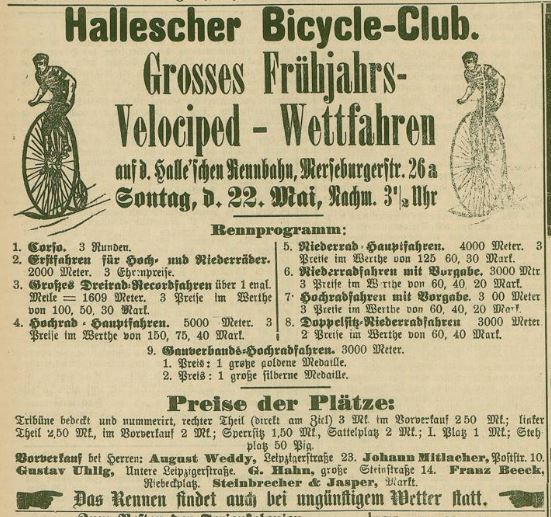 Hallescher Bicycle-Club.
Grosses Frühjahrs-
Velociped - Wettfahren
auf d. Halle'schen Rennbahn, Merseburgerstr. 26a
Sontag, d. 22. Mai, Nachm. 3½ Uhr
Rennprogramm:
1. Corso. 3 Runden.
2. Erstfahren für Hoch- und Niederräder.
2000 Meter. 3 Ehrenpreise.
3. Großes Dreirad-Recordfahren über 1 engl.
Meile = 1609 Meter. 3 Preise im Werthe
von 100, 50, 30 Mark.
4. Hochrad-Hauptfahren. 5000 Meter. 3
Preise im Werthe von 150, 75, 40 Mark.
5. Niederrad-Hauptfahren. 4000 Meter. 3
Preise im Werthe von 125 60, 30 Mark.
6. Niederradfahren mit Vorgabe. 3000 Mtr
3 Preise im Werthe von 60, 40, 20 Mark.
7. Hochradfahren mit Vorgabe. 3 00 Meter
3 Preise im Werthe von 60, 40, 20 Mark.
8. Doppelsitz-Niederradfahren 3000 Meter
2 Preise im Werthe von 60, 40 Mark.
9. Gauverbands-Hochradfahren. 3000 Meter.
1. Preis: 1 große goldene Medaille.
2. Preis: 1 große silberne Medaille.
Preise der Plätze:
Tribüne bedeckt und nummerirt, rechter Theil (direkt am Ziel) 3 Mk. im Vorverkauf 2 50 Mk.; linker
Theil 2,50 Mk., im Vorverkauf 2 Mk.; Sperrsitz 1,50 Mk., Sattelplatz 2 Mk.; I. Platz 1 Mk.; Steh-
platz 50 Pfg.
Vorverkauf bei Herren: August Weddy, Leipzigerstraße 23. Johann Mitlacher, Poststr. 10.
Gustav Uhlig, Untere Leipzigerstraße. G. Hahn, große Steinstraße 14. Franz Beeck,
Riebeckplatz. Steinbrecher & Jasper, Markt.
Das Rennen findet auch bei ungünstigem Wetter statt.